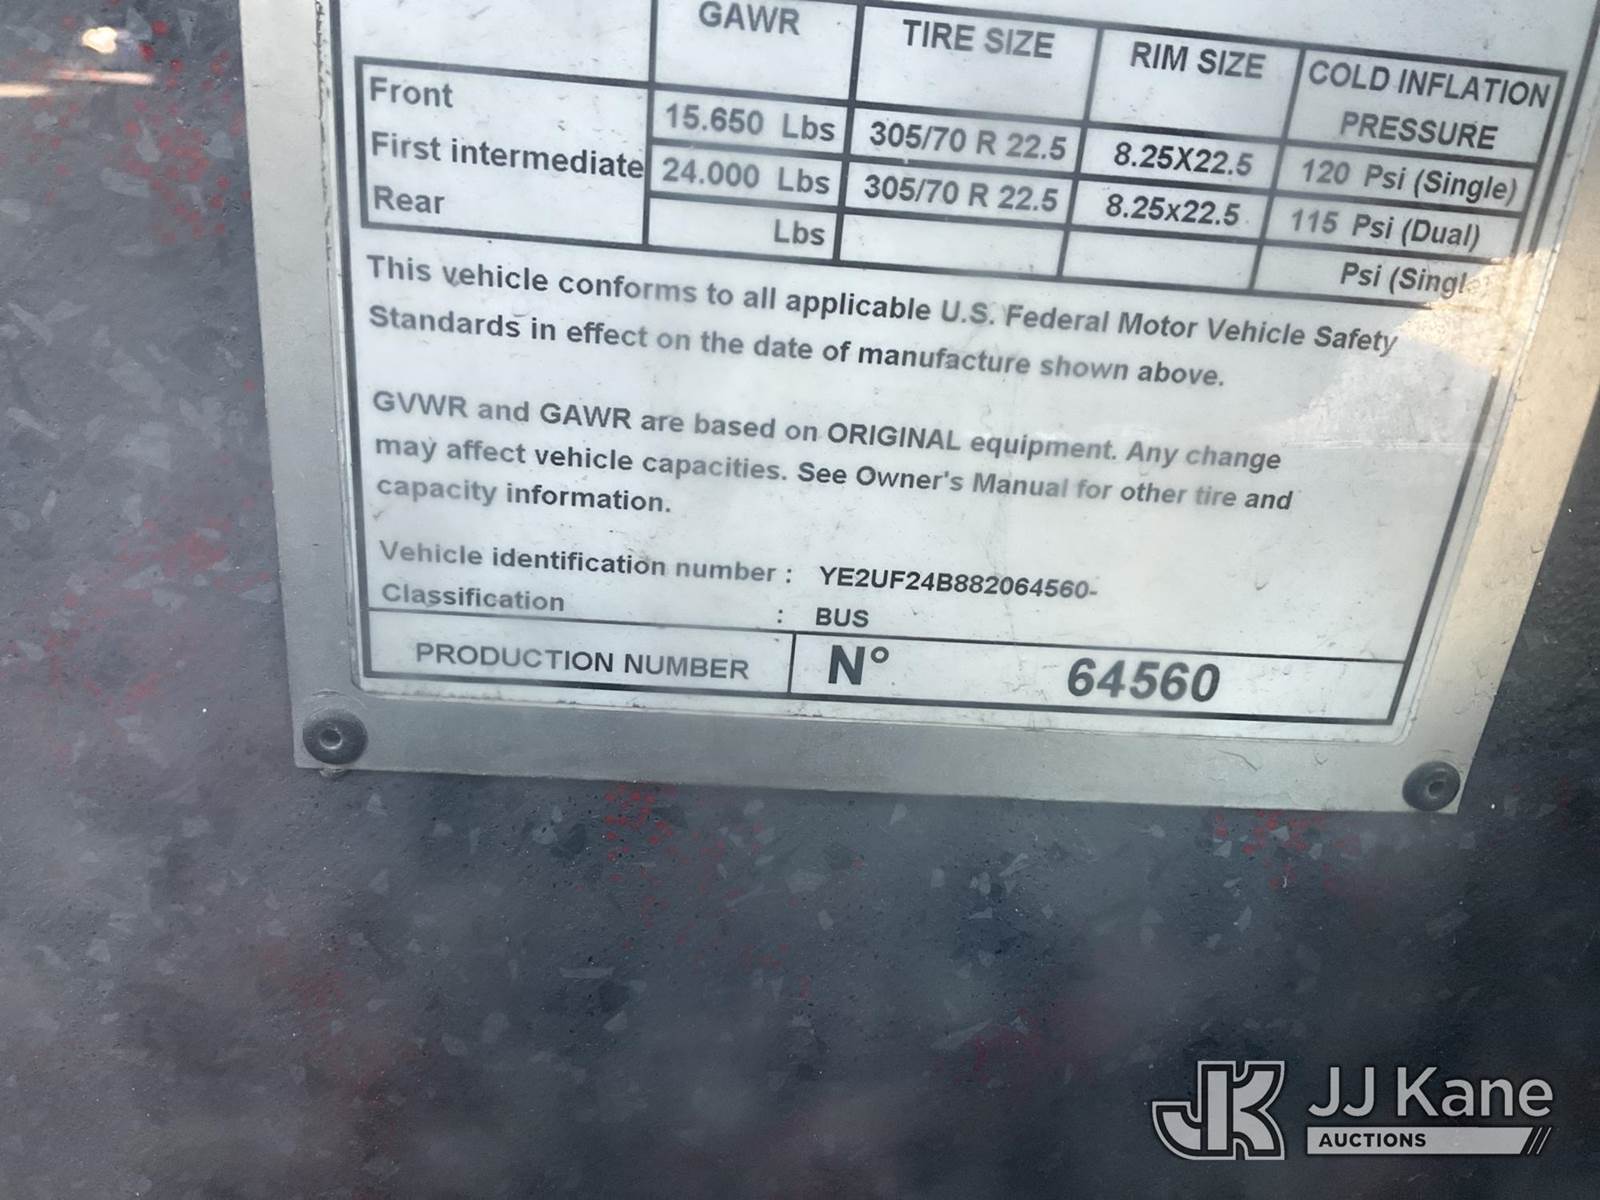 GAWR TIRE SIZE RIM SIZE COLD INFLATION
PRESSURE
Front 15.650 Lbs 305/70 R 22.5 8.25X22.5 120 Psi (Single)
First intermediate 24.000 Lbs 305/70 R 22.5 8.25x22.5 115 Psi (Dual)
Rear Lbs Psi (Single
This vehicle conforms to all applicable U.S. Federal Motor Vehicle Safety
Standards in effect on the date of manufacture shown above.
GVWR and GAWR are based on ORIGINAL equipment. Any change
may affect vehicle capacities. See Owner's Manual for other tire and
capacity information.
Vehicle identification number : YE2UF24B882064560-
Classification : BUS
PRODUCTION NUMBER N° 64560
JK JJ Kane
AUCTIONS